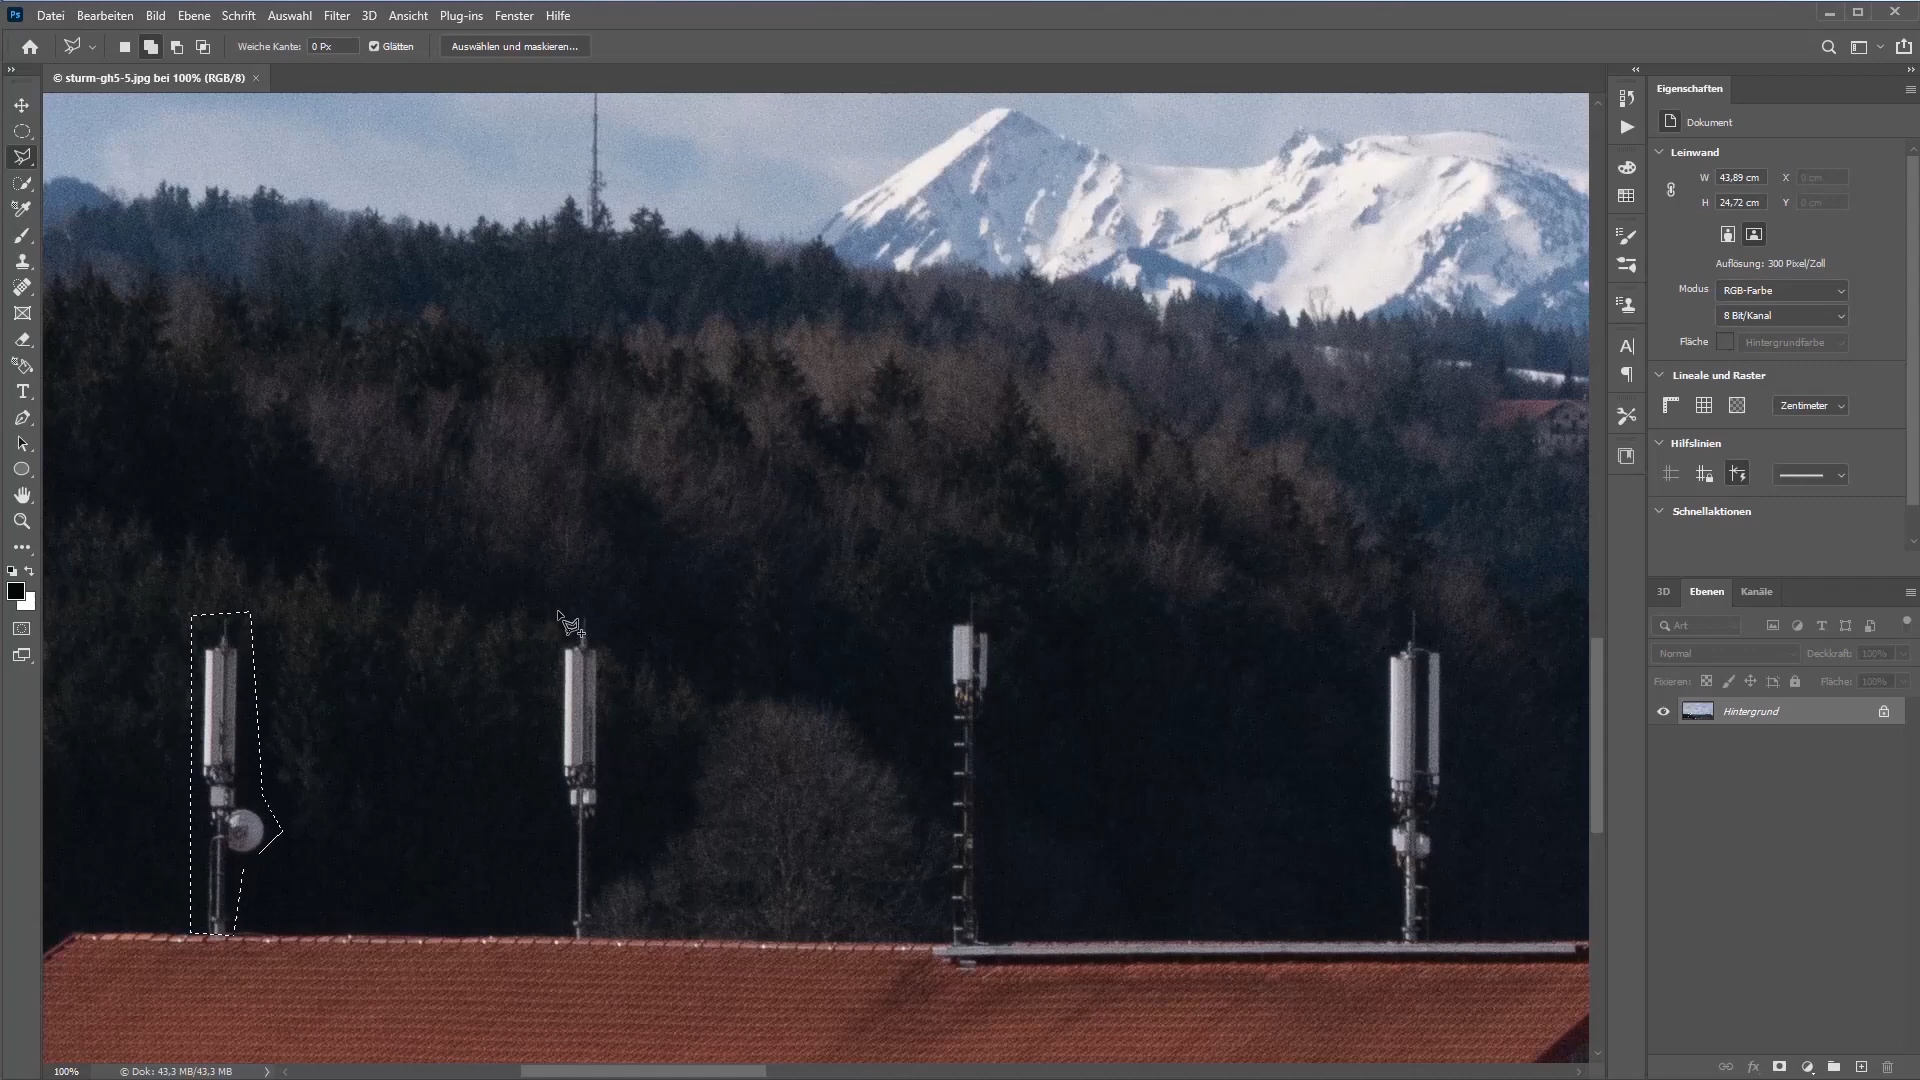 Ps Datei Bearbeiten Bild Ebene Schrift Auswahl Filter 3D Ansicht Plug-ins Fenster Hilfe
Weiche Kante: 0 Px Glätten Auswählen und maskieren...
© sturm-gh5-5.jpg bei 100% (RGB/8) ×
Eigenschaften
Dokument
Leinwand
W 43,89 cm X 0 cm
H 24,72 cm Y 0 cm
Auflösung: 300 Pixel/Zoll
Modus RGB-Farbe
8 Bit/Kanal
Fläche Hintergrundfarbe
Lineale und Raster
Zentimeter
Hilfslinien
Schnellaktionen
3D Ebenen Kanäle
Art
Normal Deckkraft: 100%
Fixieren: Fläche: 100%
Hintergrund
100% © Dok: 43,3 MB/43,3 MB